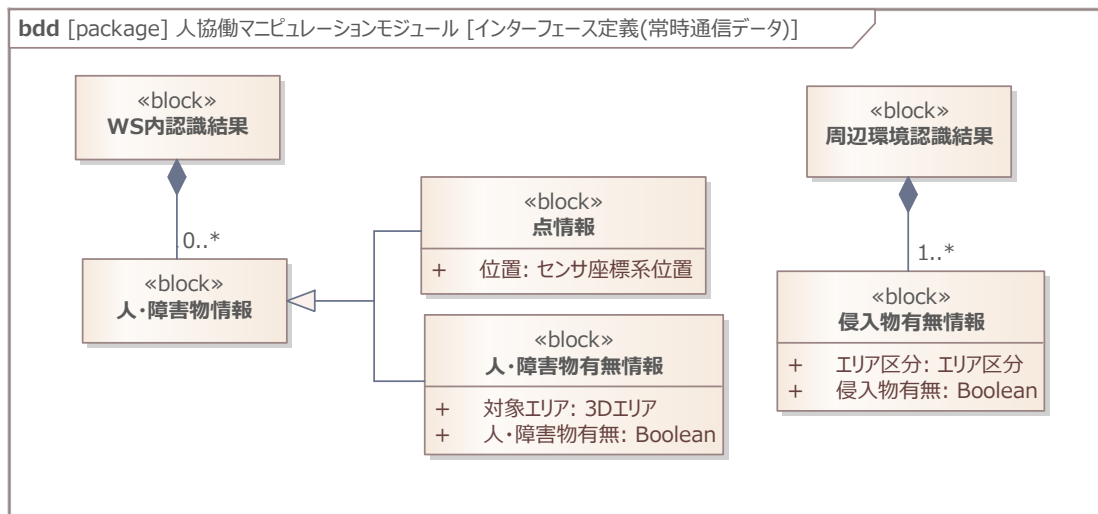 bdd [package] 人協働マニピュレーションモジュール [インターフェース定義(常時通信データ)]
«block»
WS内認識結果
0..*
«block»
人・障害物情報
«block»
点情報
+ 位置: センサ座標系位置
«block»
人・障害物有無情報
+ 対象エリア: 3Dエリア
+ 人・障害物有無: Boolean
«block»
周辺環境認識結果
1..*
«block»
侵入物有無情報
+ エリア区分: エリア区分
+ 侵入物有無: Boolean